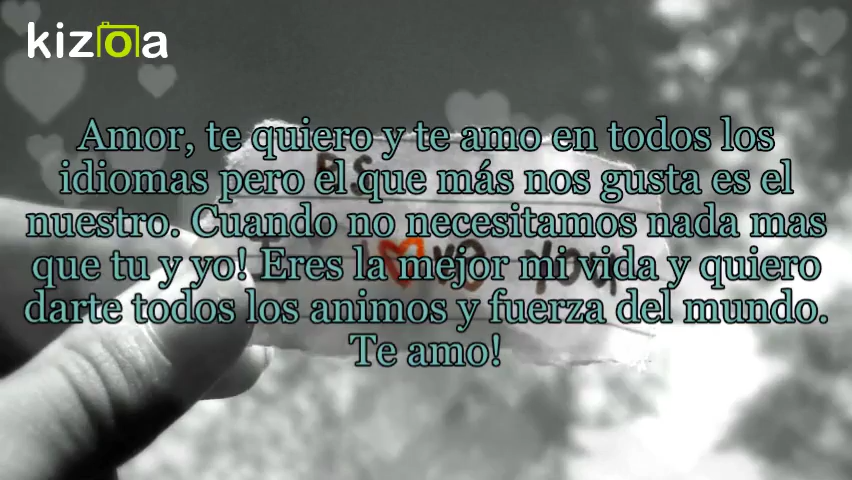 kizoa
Amor, te quiero y te amo en todos los
idiomas pero el que más nos gusta es el
nuestro. Cuando no necesitamos nada mas
que tu y yo! Eres la mejor mi vida y quiero
darte todos los animos y fuerza del mundo.
Te amo!
P.S.
I love You